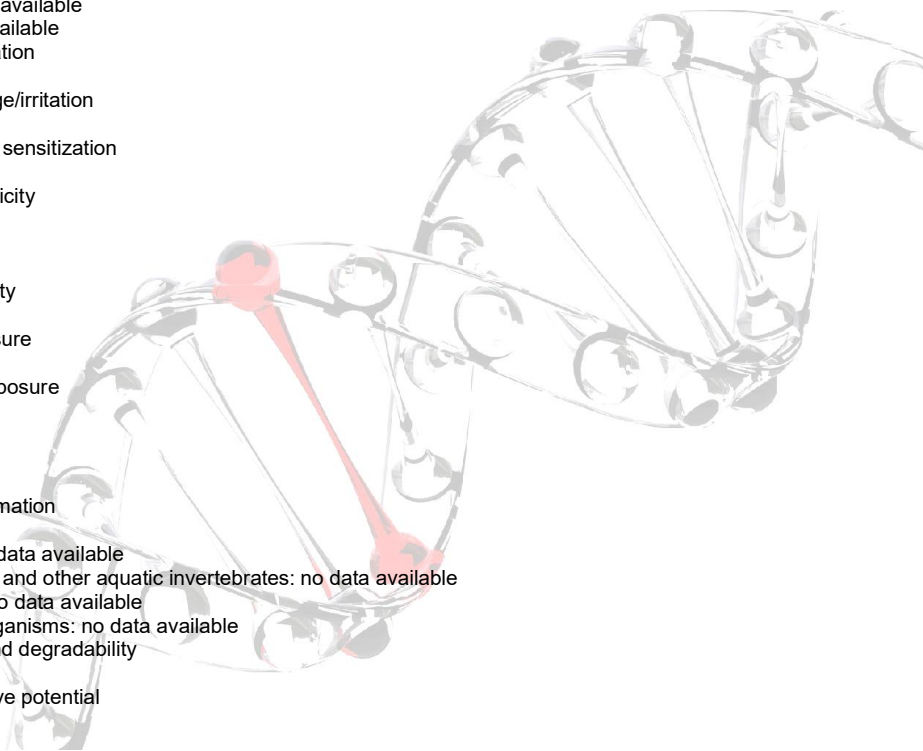 available
ailable
tion
ge/irritation
sensitization
icity
ty
sure
posure
mation
data available
and other aquatic invertebrates: no data available
o data available
ganisms: no data available
nd degradability
ve potential